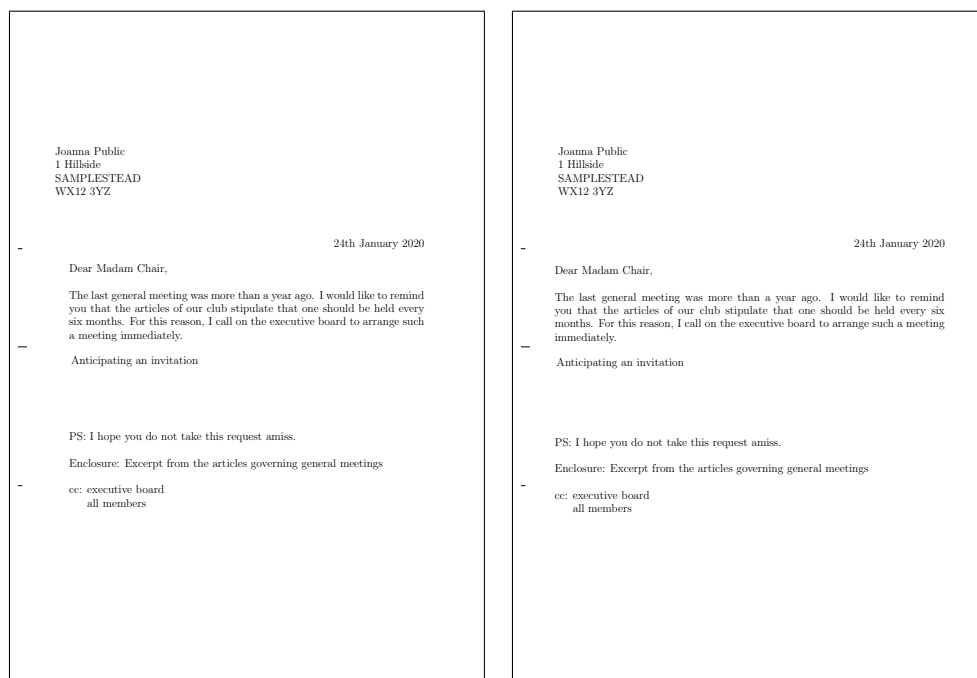 Joanna Public
1 Hillside
SAMPLESTEAD
WX12 3YZ
24th January 2020
Dear Madam Chair,
The last general meeting was more than a year ago. I would like to remind
you that the articles of our club stipulate that one should be held every
six months. For this reason, I call on the executive board to arrange such
a meeting immediately.
Anticipating an invitation
PS: I hope you do not take this request amiss.
Enclosure: Excerpt from the articles governing general meetings
cc: executive board
all members
Joanna Public
1 Hillside
SAMPLESTEAD
WX12 3YZ
24th January 2020
Dear Madam Chair,
The last general meeting was more than a year ago. I would like to remind
you that the articles of our club stipulate that one should be held every six
months. For this reason, I call on the executive board to arrange such a meeting
immediately.
Anticipating an invitation
PS: I hope you do not take this request amiss.
Enclosure: Excerpt from the articles governing general meetings
cc: executive board
all members